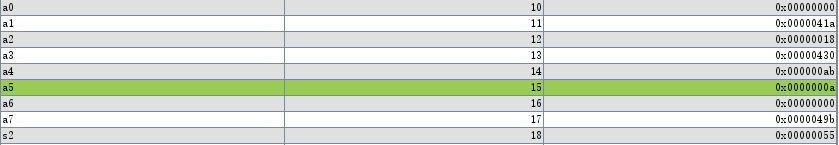 a0 10 0x00000000
a1 11 0x0000041a
a2 12 0x00000018
a3 13 0x00000430
a4 14 0x000000ab
a5 15 0x0000000a
a6 16 0x00000000
a7 17 0x0000049b
s2 18 0x00000055